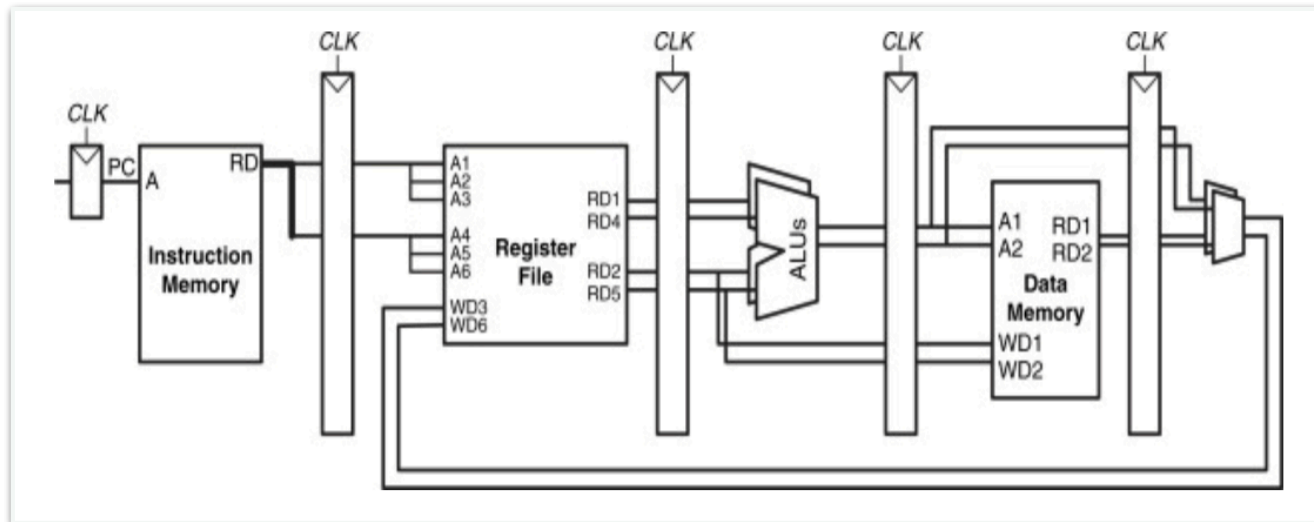 CLK
CLK
CLK
CLK
CLK
PC
A
RD
Instruction
Memory
A1
A2
A3
A4
A5
A6
WD3
WD6
Register
File
RD1
RD4
RD2
RD5
ALUs
A1
A2
RD1
RD2
Data
Memory
WD1
WD2